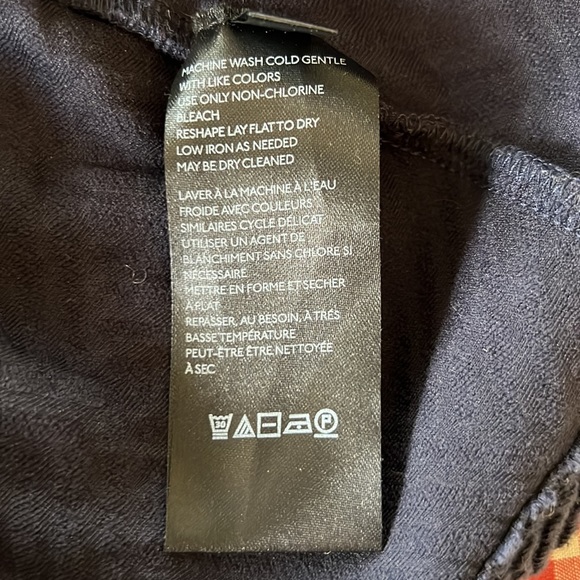 MACHINE WASH COLD GENTLE
WITH LIKE COLORS
USE ONLY NON-CHLORINE
BLEACH
RESHAPE LAY FLAT TO DRY
LOW IRON AS NEEDED
MAY BE DRY CLEANED
LAVER À LA MACHINE À L'EAU
FROIDE AVEC COULEURS
SIMILAIRES CYCLE DÉLICAT
UTILISER UN AGENT DE
BLANCHIMENT SANS CHLORE SI
NÉCESSAIRE
METTRE EN FORME ET SECHER
À FLAT
REPASSER, AU BESOIN, À TRÉS
BASSE TEMPÉRATURE
PEUT-ÊTRE ÊTRE NETTOYÉE
À SEC
30 P